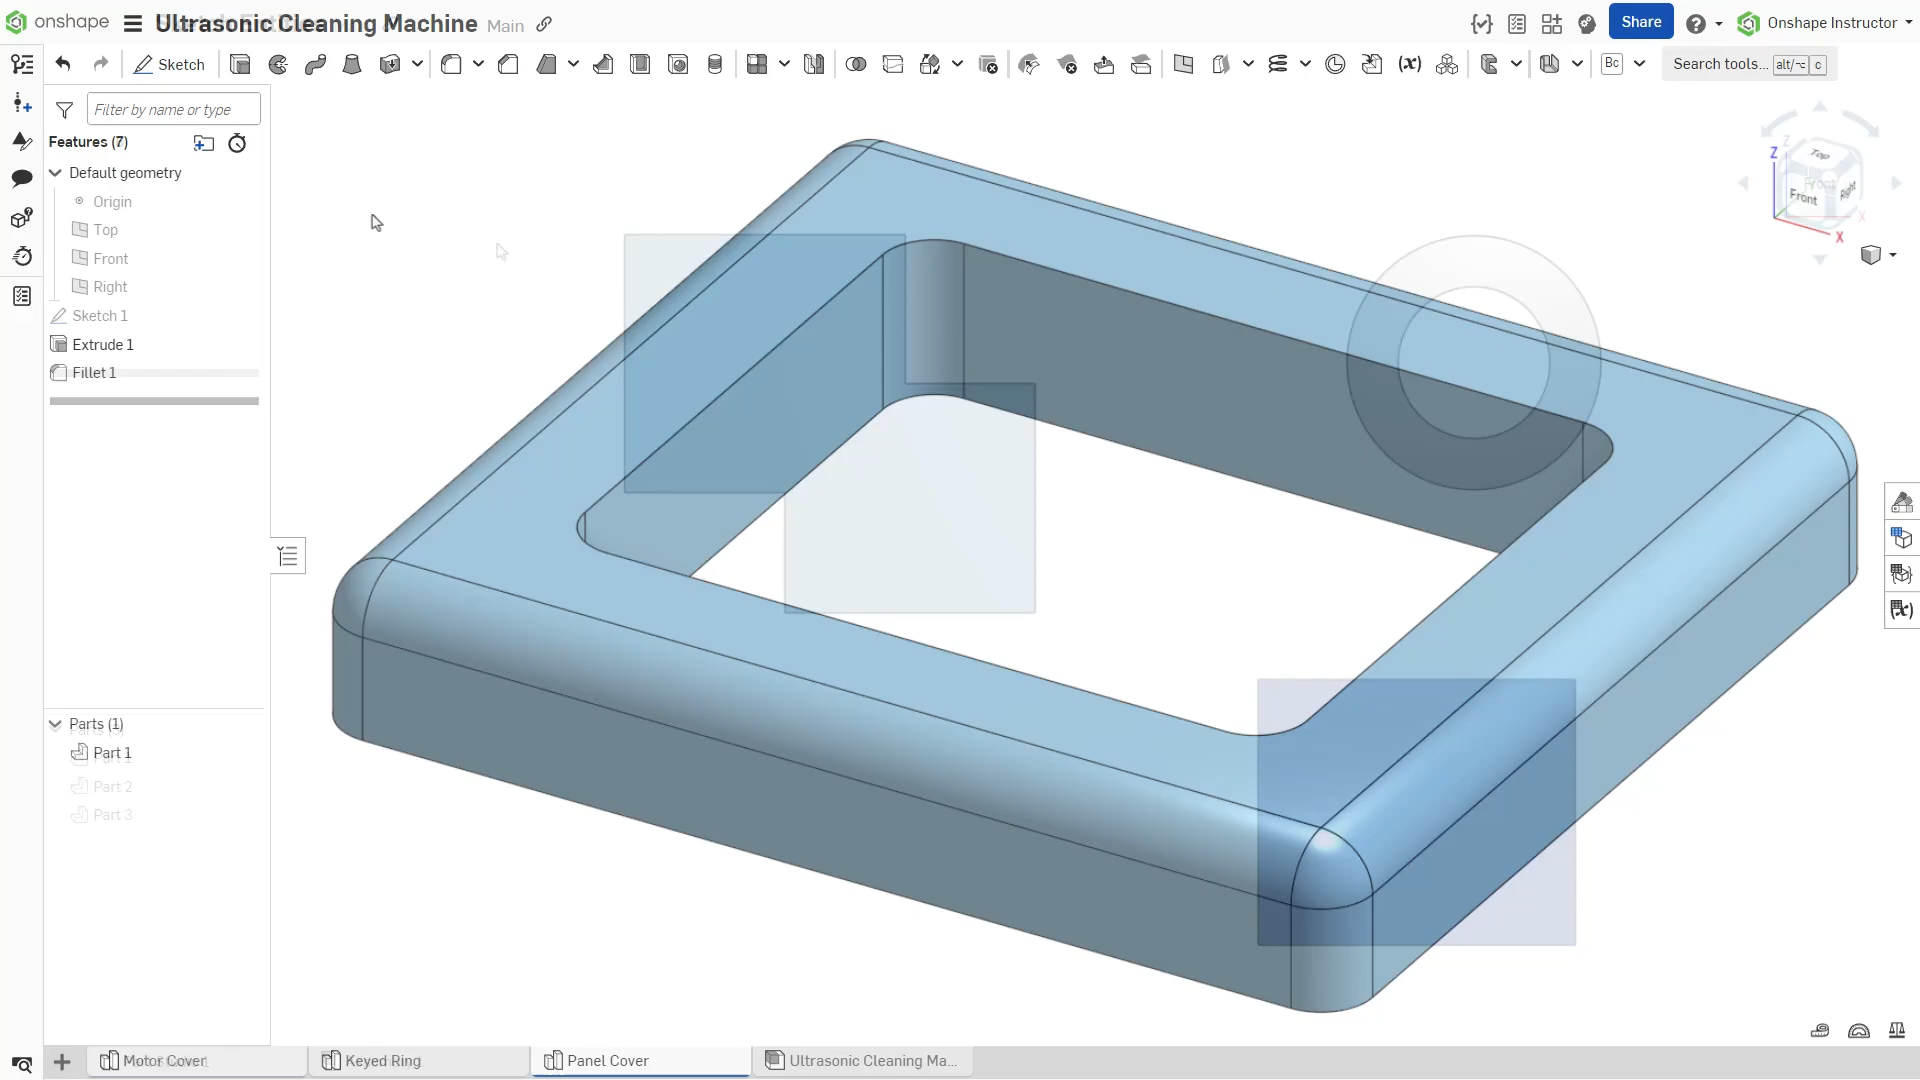 onshape Ultrasonic Cleaning Machine Main Share Onshape Instructor
Sketch Bc Search tools... alt/⌥ c
Filter by name or type
Features (7)
Default geometry
Origin
Top
Front
Right
Sketch 1
Extrude 1
Fillet 1
Top
Front
Front
Right
Z
Z
X
X
(x)
Parts (1)
Part 1
Part 2
Part 3
Motor Cover Keyed Ring Panel Cover Ultrasonic Cleaning Ma...